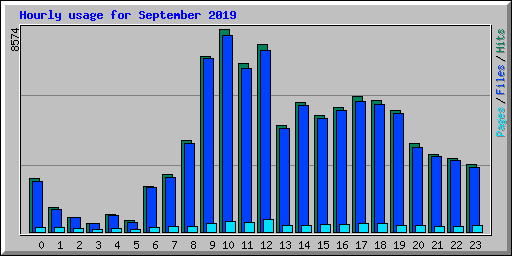 Hourly usage for September 2019
8574
Pages/Files/Hits
0 1 2 3 4 5 6 7 8 9 10 11 12 13 14 15 16 17 18 19 20 21 22 23